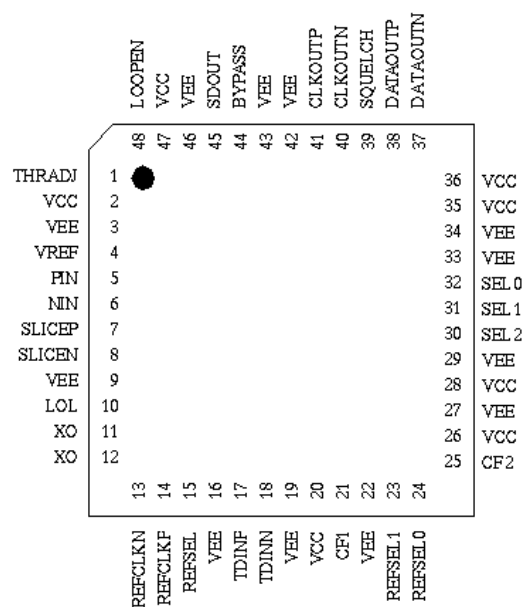 LOOPEN VCC VEE SDOUT BYPASS VEE VEE CLKOUTP CLKOUTN SQUELCH DATAOUTP DATAOUTN
48 47 46 45 44 43 42 41 40 39 38 37
THRADJ 1
VCC 2
VEE 3
VREF 4
PIN 5
NIN 6
SLICEP 7
SLICEN 8
VEE 9
LOL 10
XO 11
XO 12
36 VCC
35 VCC
34 VEE
33 VEE
32 SEL0
31 SEL1
30 SEL2
29 VEE
28 VCC
27 VEE
26 VCC
25 CF2
13 14 15 16 17 18 19 20 21 22 23 24
REFCLKN REFCLKP REFSEL VEE TDINP TDINN VEE VCC CF1 VEE REFSEL1 REFSEL0